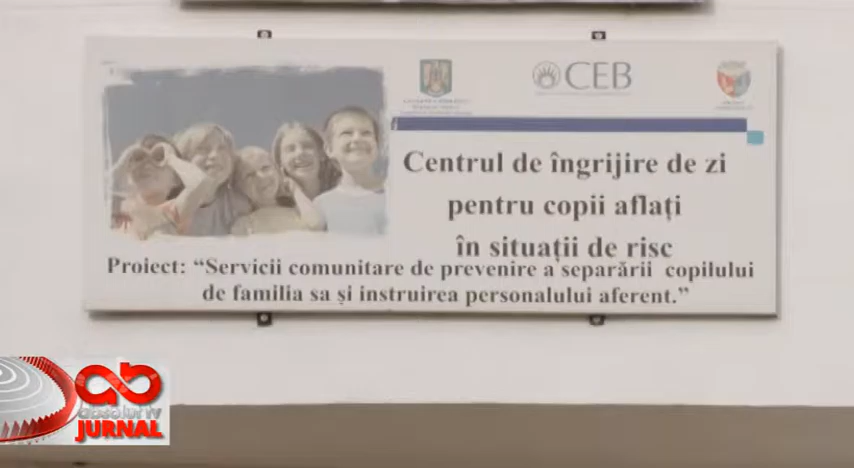 CEB
Centrul de îngrijire de zi
pentru copii aflați
în situații de risc
Proiect: “Servicii comunitare de prevenire a separării copilului
de familia sa și instruirea personalului aferent.”
absolut tv
JURNAL